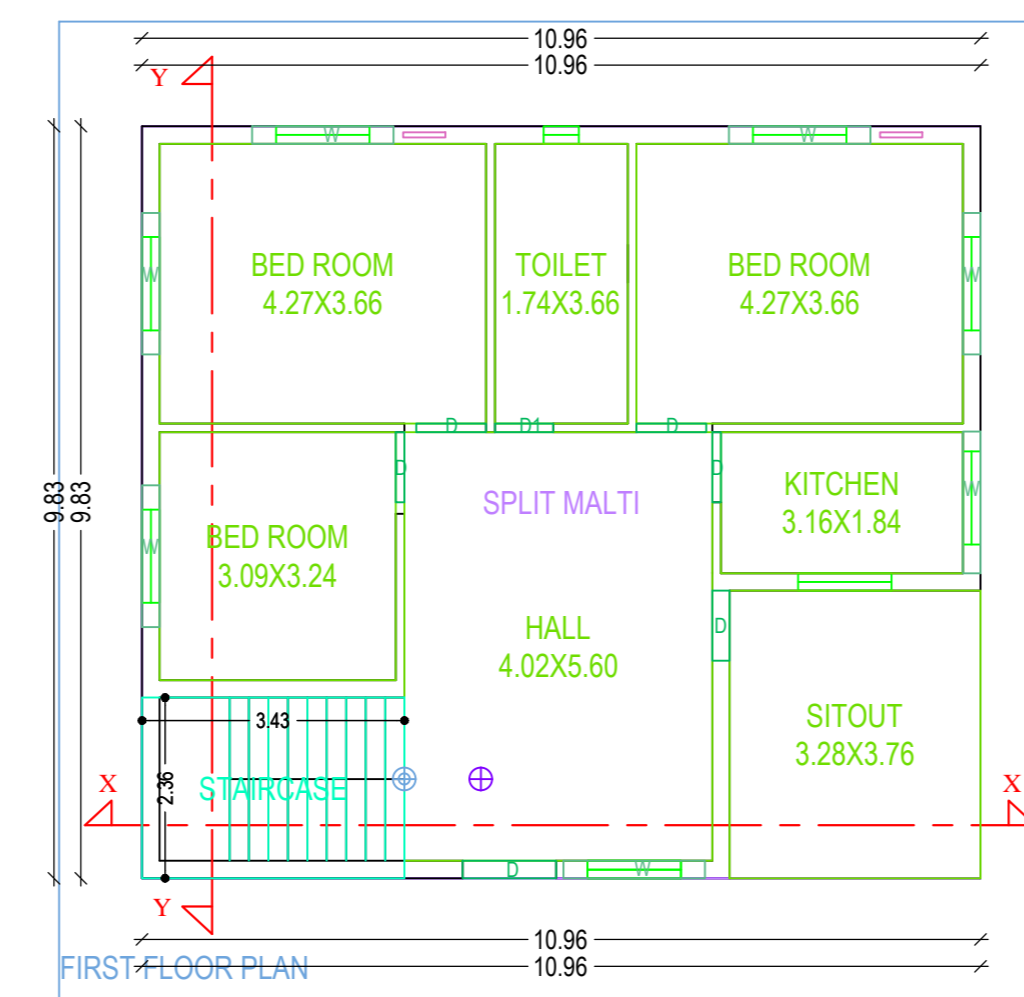 10.96
10.96
Y
W
W
BED ROOM
4.27X3.66
TOILET
1.74X3.66
BED ROOM
4.27X3.66
W
W
D
D1
D
9.83
9.83
D
D
SPLIT MALTI
KITCHEN
3.16X1.84
W
BED ROOM
3.09X3.24
W
HALL
4.02X5.60
D
SITOUT
3.28X3.76
3.43
2.36
STAIRCASE
X
X
D
W
Y
10.96
10.96
FIRST FLOOR PLAN